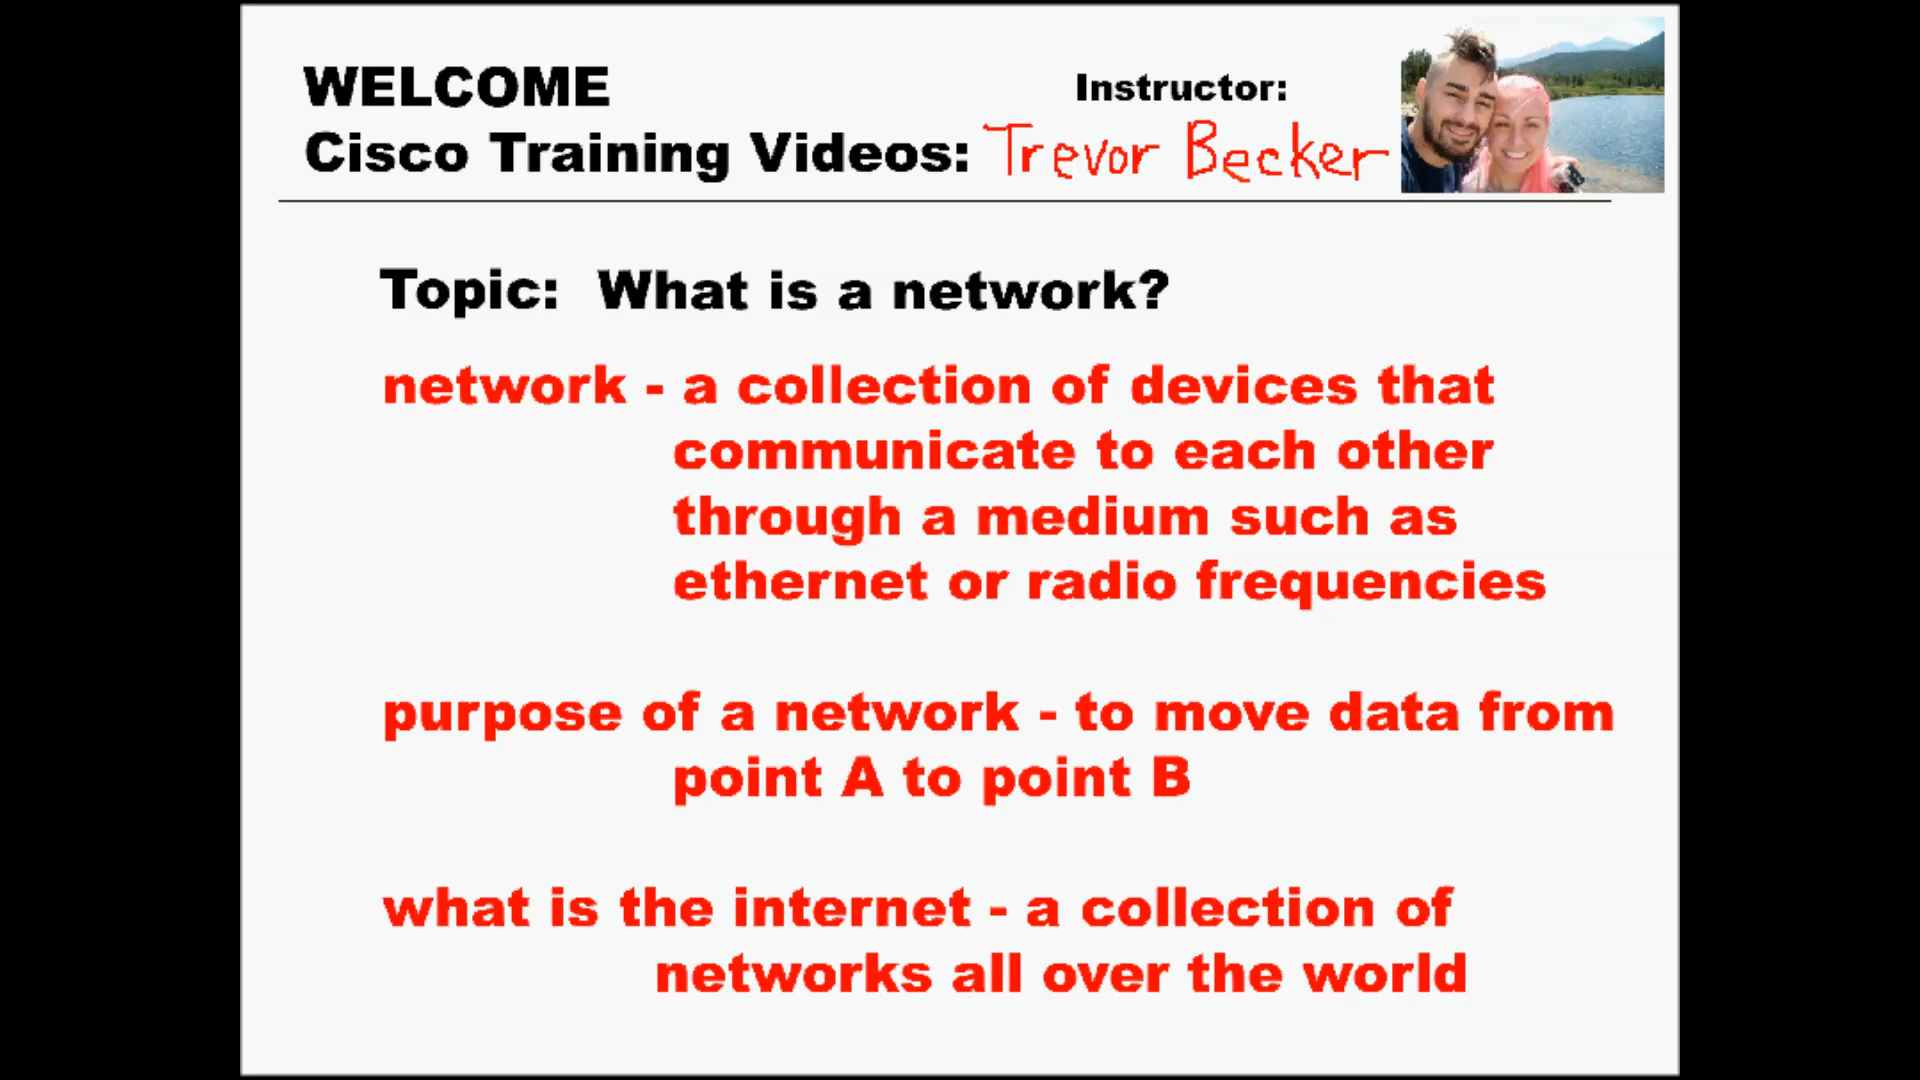 WELCOME
Instructor:
Cisco Training Videos: Trevor Becker
Topic: What is a network?
network - a collection of devices that
communicate to each other
through a medium such as
ethernet or radio frequencies
purpose of a network - to move data from
point A to point B
what is the internet - a collection of
networks all over the world